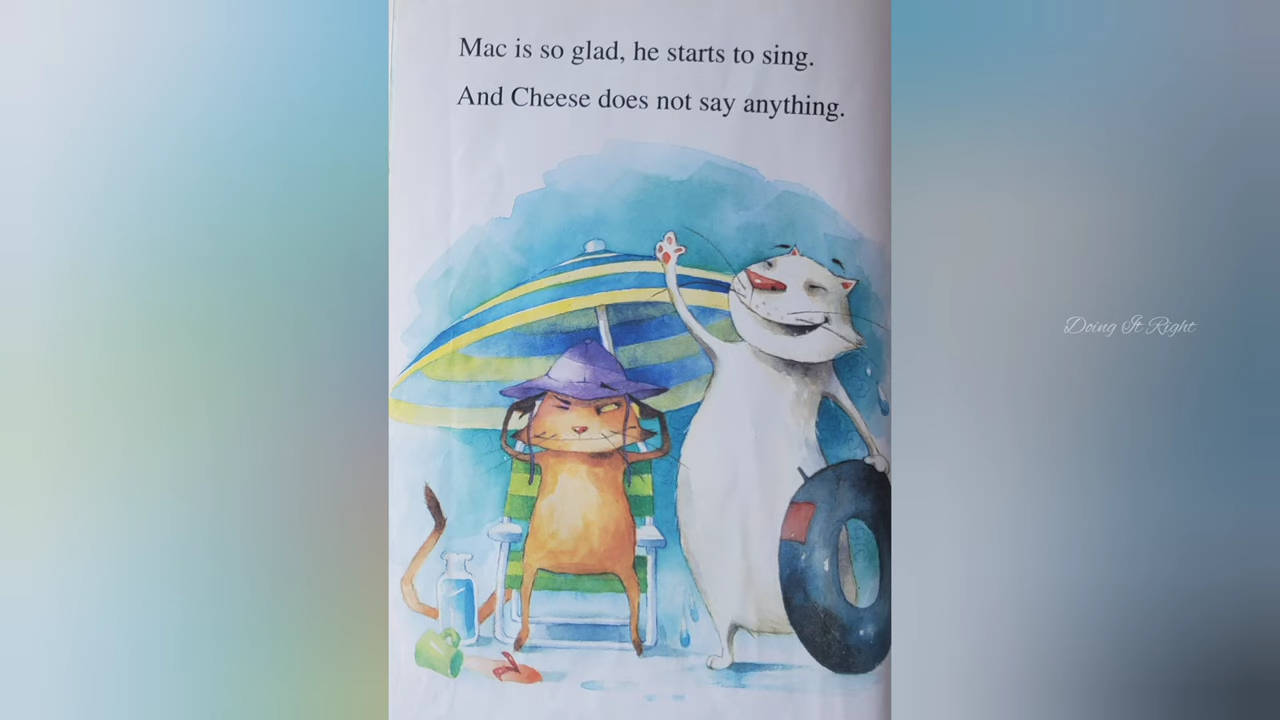 Mac is so glad, he starts to sing.
And Cheese does not say anything.
Doing It Right